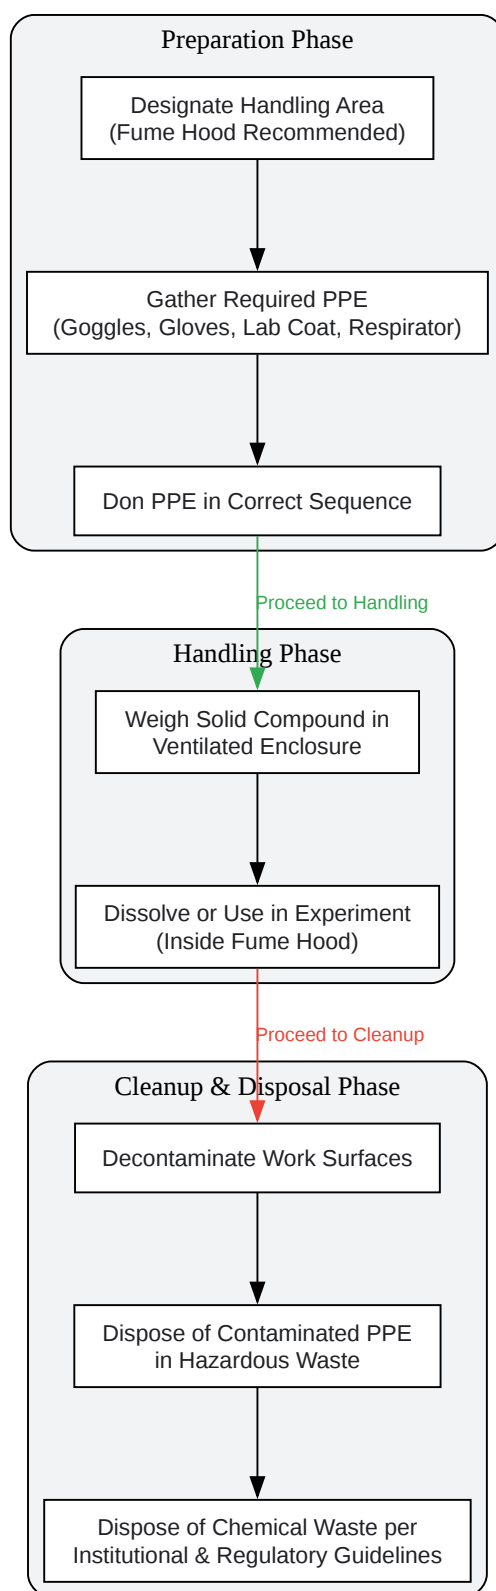 Preparation Phase
Designate Handling Area
(Fume Hood Recommended)
Gather Required PPE
(Goggles, Gloves, Lab Coat, Respirator)
Don PPE in Correct Sequence
Proceed to Handling
Handling Phase
Weigh Solid Compound in
Ventilated Enclosure
Dissolve or Use in Experiment
(Inside Fume Hood)
Proceed to Cleanup
Cleanup & Disposal Phase
Decontaminate Work Surfaces
Dispose of Contaminated PPE
in Hazardous Waste
Dispose of Chemical Waste per
Institutional & Regulatory Guidelines